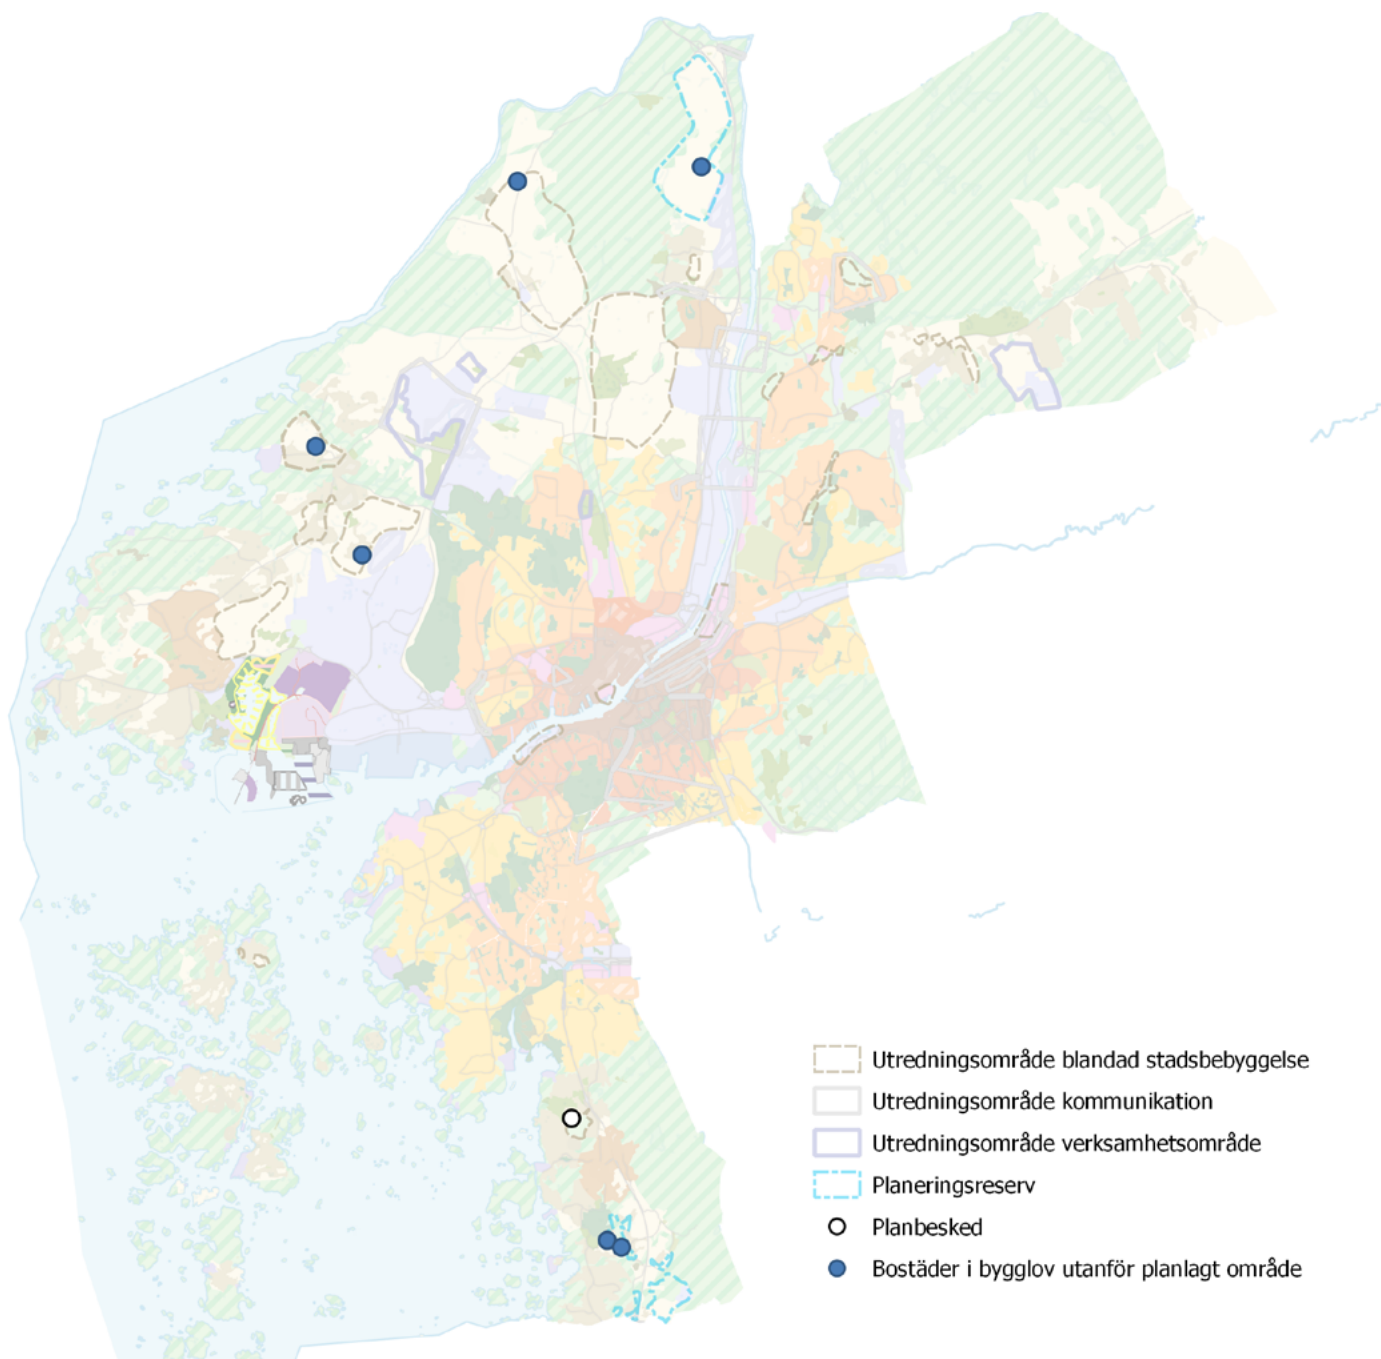 Utredningsområde blandad stadsbebyggelse
Utredningsområde kommunikation
Utredningsområde verksamhetsområde
Planeringsreserv
Planbesked
Bostäder i bygglov utanför planlagt område